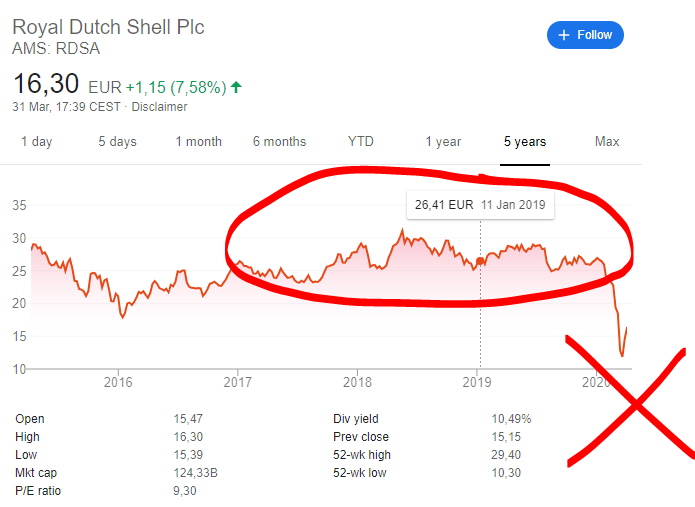 Royal Dutch Shell Plc
AMS: RDSA
+ Follow
16,30 EUR +1,15 (7,58%)
31 Mar, 17:39 CEST · Disclaimer
1 day 5 days 1 month 6 months YTD 1 year 5 years Max
26,41 EUR 11 Jan 2019
35
30
25
20
15
10
2016 2017 2018 2019 2020
Open 15,47 Div yield 10,49%
High 16,30 Prev close 15,15
Low 15,39 52-wk high 29,40
Mkt cap 124,33B 52-wk low 10,30
P/E ratio 9,30